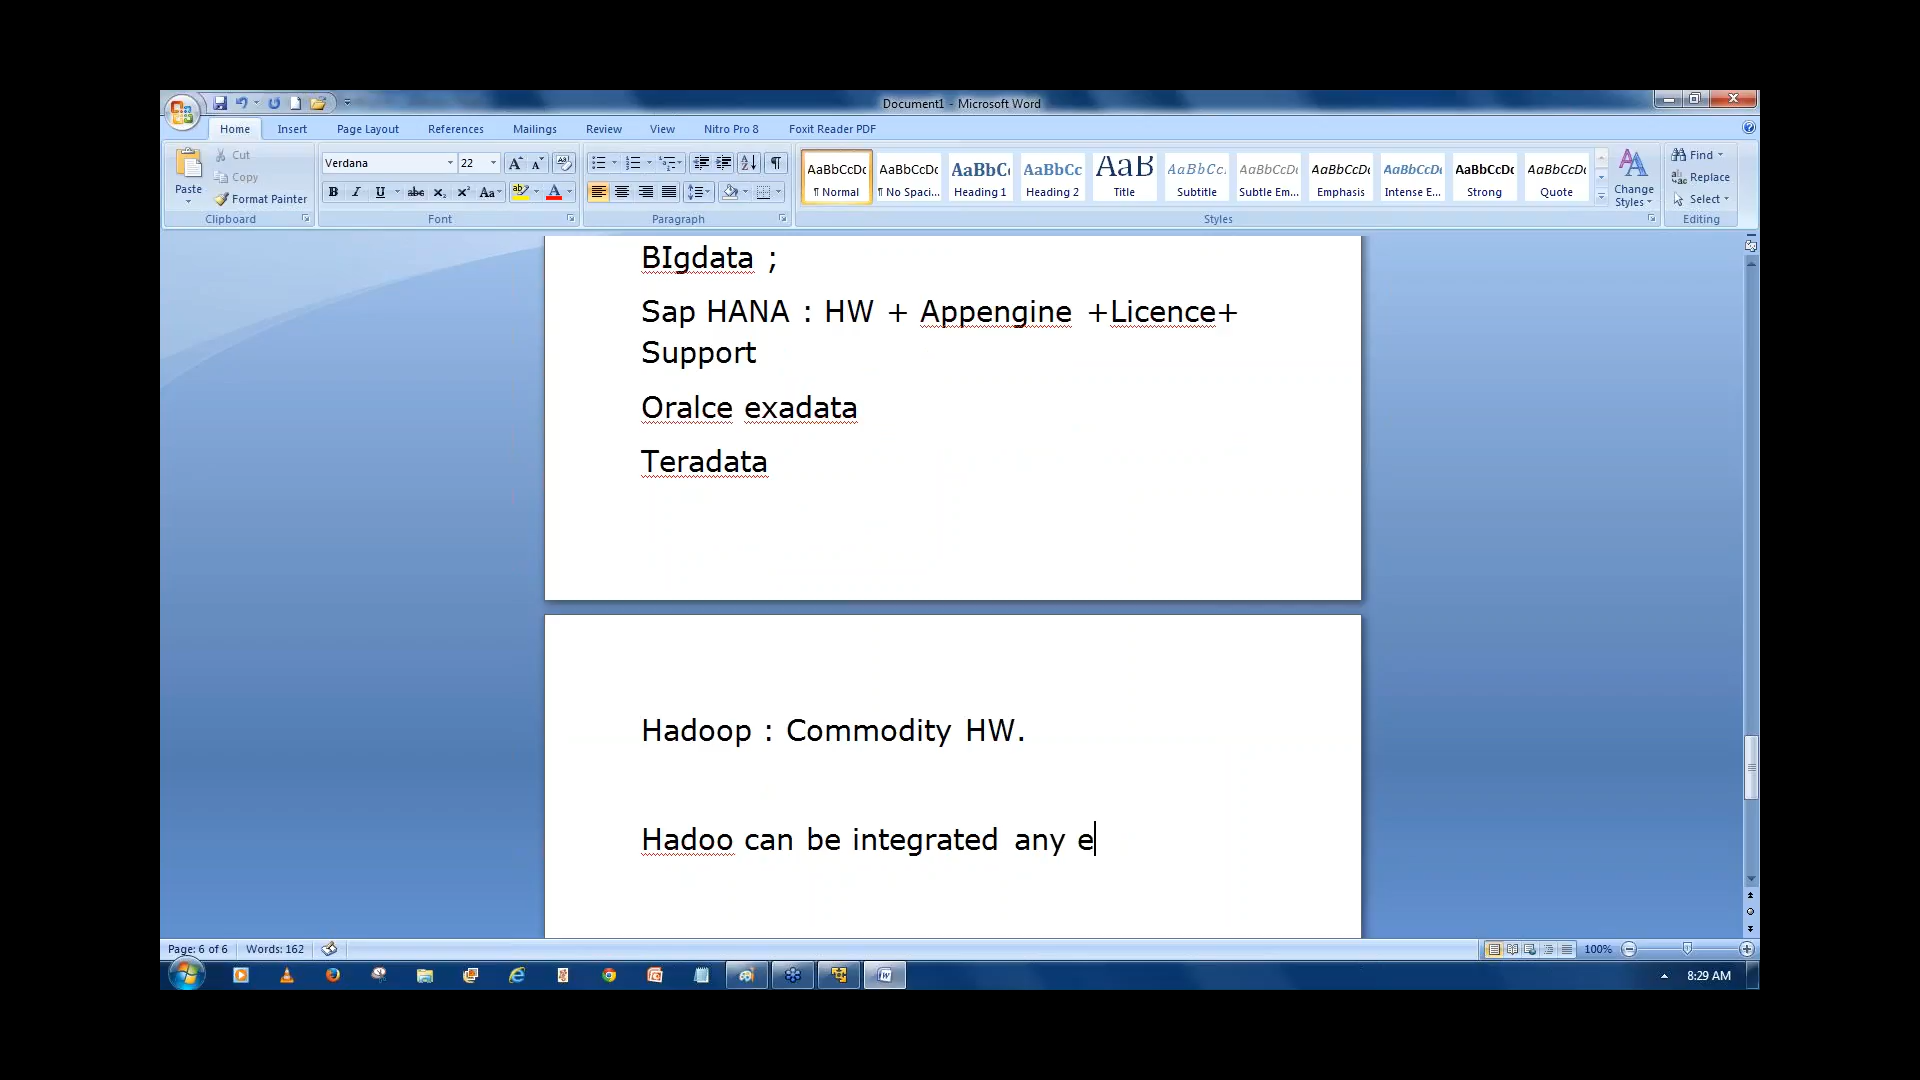 Document1 - Microsoft Word
Home Insert Page Layout References Mailings Review View Nitro Pro 8 Foxit Reader PDF
Paste
Cut
Copy
Format Painter
Clipboard
Verdana 22
Font
Paragraph
AaBbCcDc AaBbCcDc AaBbC AaBbCc AaB AaBbCc. AaBbCcDc AaBbCcDc AaBbCcDc AaBbCcDc AaBbCcDc
¶ Normal ¶ No Spaci... Heading 1 Heading 2 Title Subtitle Subtle Em... Emphasis Intense E... Strong Quote
Change
Styles
Styles
Find
Replace
Select
Editing
BIgdata ;
Sap HANA : HW + Appengine +Licence+
Support
Oralce exadata
Teradata
Hadoop : Commodity HW.
Hadoo can be integrated any e
Page: 6 of 6 Words: 162 100%
8:29 AM